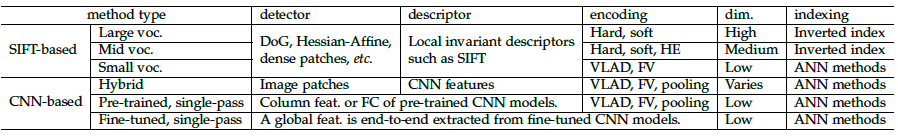 method type detector descriptor encoding dim. indexing
SIFT-based Large voc. DoG, Hessian-Affine, dense patches, etc. Local invariant descriptors such as SIFT Hard, soft High Inverted index
Mid voc. Hard, soft, HE Medium Inverted index
Small voc. VLAD, FV Low ANN methods
CNN-based Hybrid Image patches CNN features VLAD, FV, pooling Varies ANN methods
Pre-trained, single-pass Column feat. or FC of pre-trained CNN models. VLAD, FV, pooling Low ANN methods
Fine-tuned, single-pass A global feat. is end-to-end extracted from fine-tuned CNN models. Low ANN methods